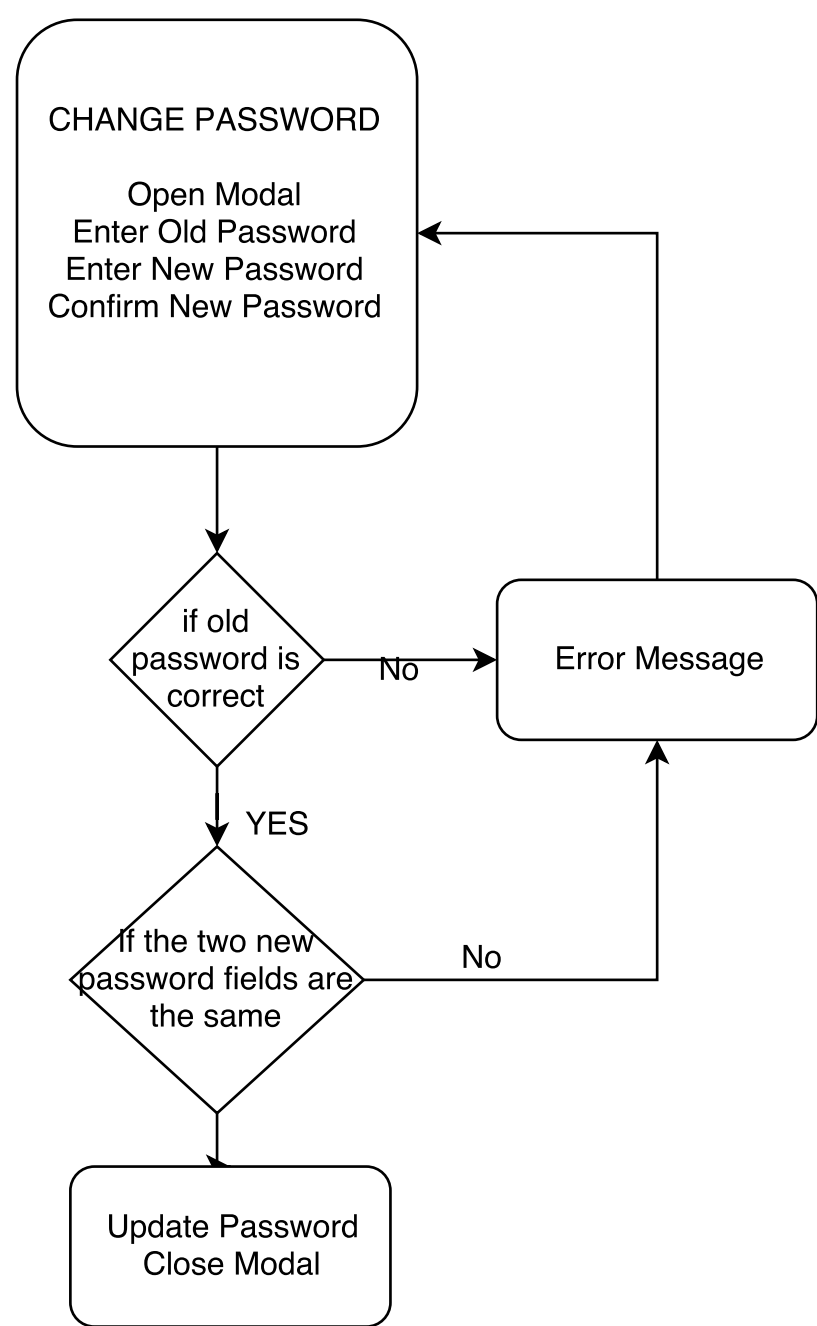 CHANGE PASSWORD
Open Modal
Enter Old Password
Enter New Password
Confirm New Password
if old
password is
correct
No
Error Message
YES
If the two new
password fields are
the same
No
Update Password
Close Modal